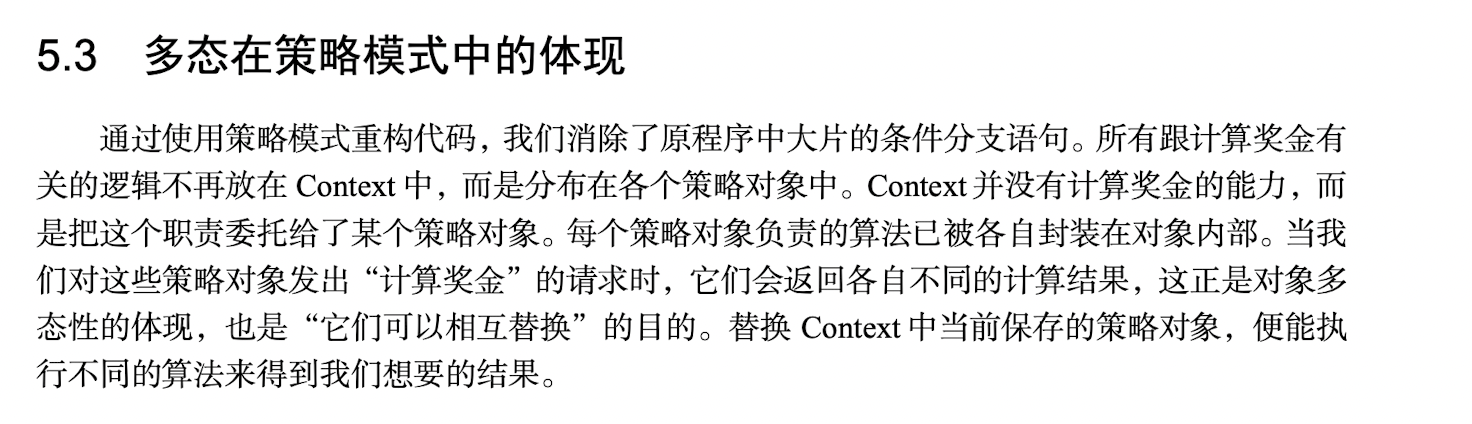 5.3 多态在策略模式中的体现
通过使用策略模式重构代码，我们消除了原程序中大片的条件分支语句。所有跟计算奖金有
关的逻辑不再放在 Context 中，而是分布在各个策略对象中。Context 并没有计算奖金的能力，而
是把这个职责委托给了某个策略对象。每个策略对象负责的算法已被各自封装在对象内部。当我
们对这些策略对象发出“计算奖金”的请求时，它们会返回各自不同的计算结果，这正是对象多
态性的体现，也是“它们可以相互替换”的目的。替换 Context 中当前保存的策略对象，便能执
行不同的算法来得到我们想要的结果。